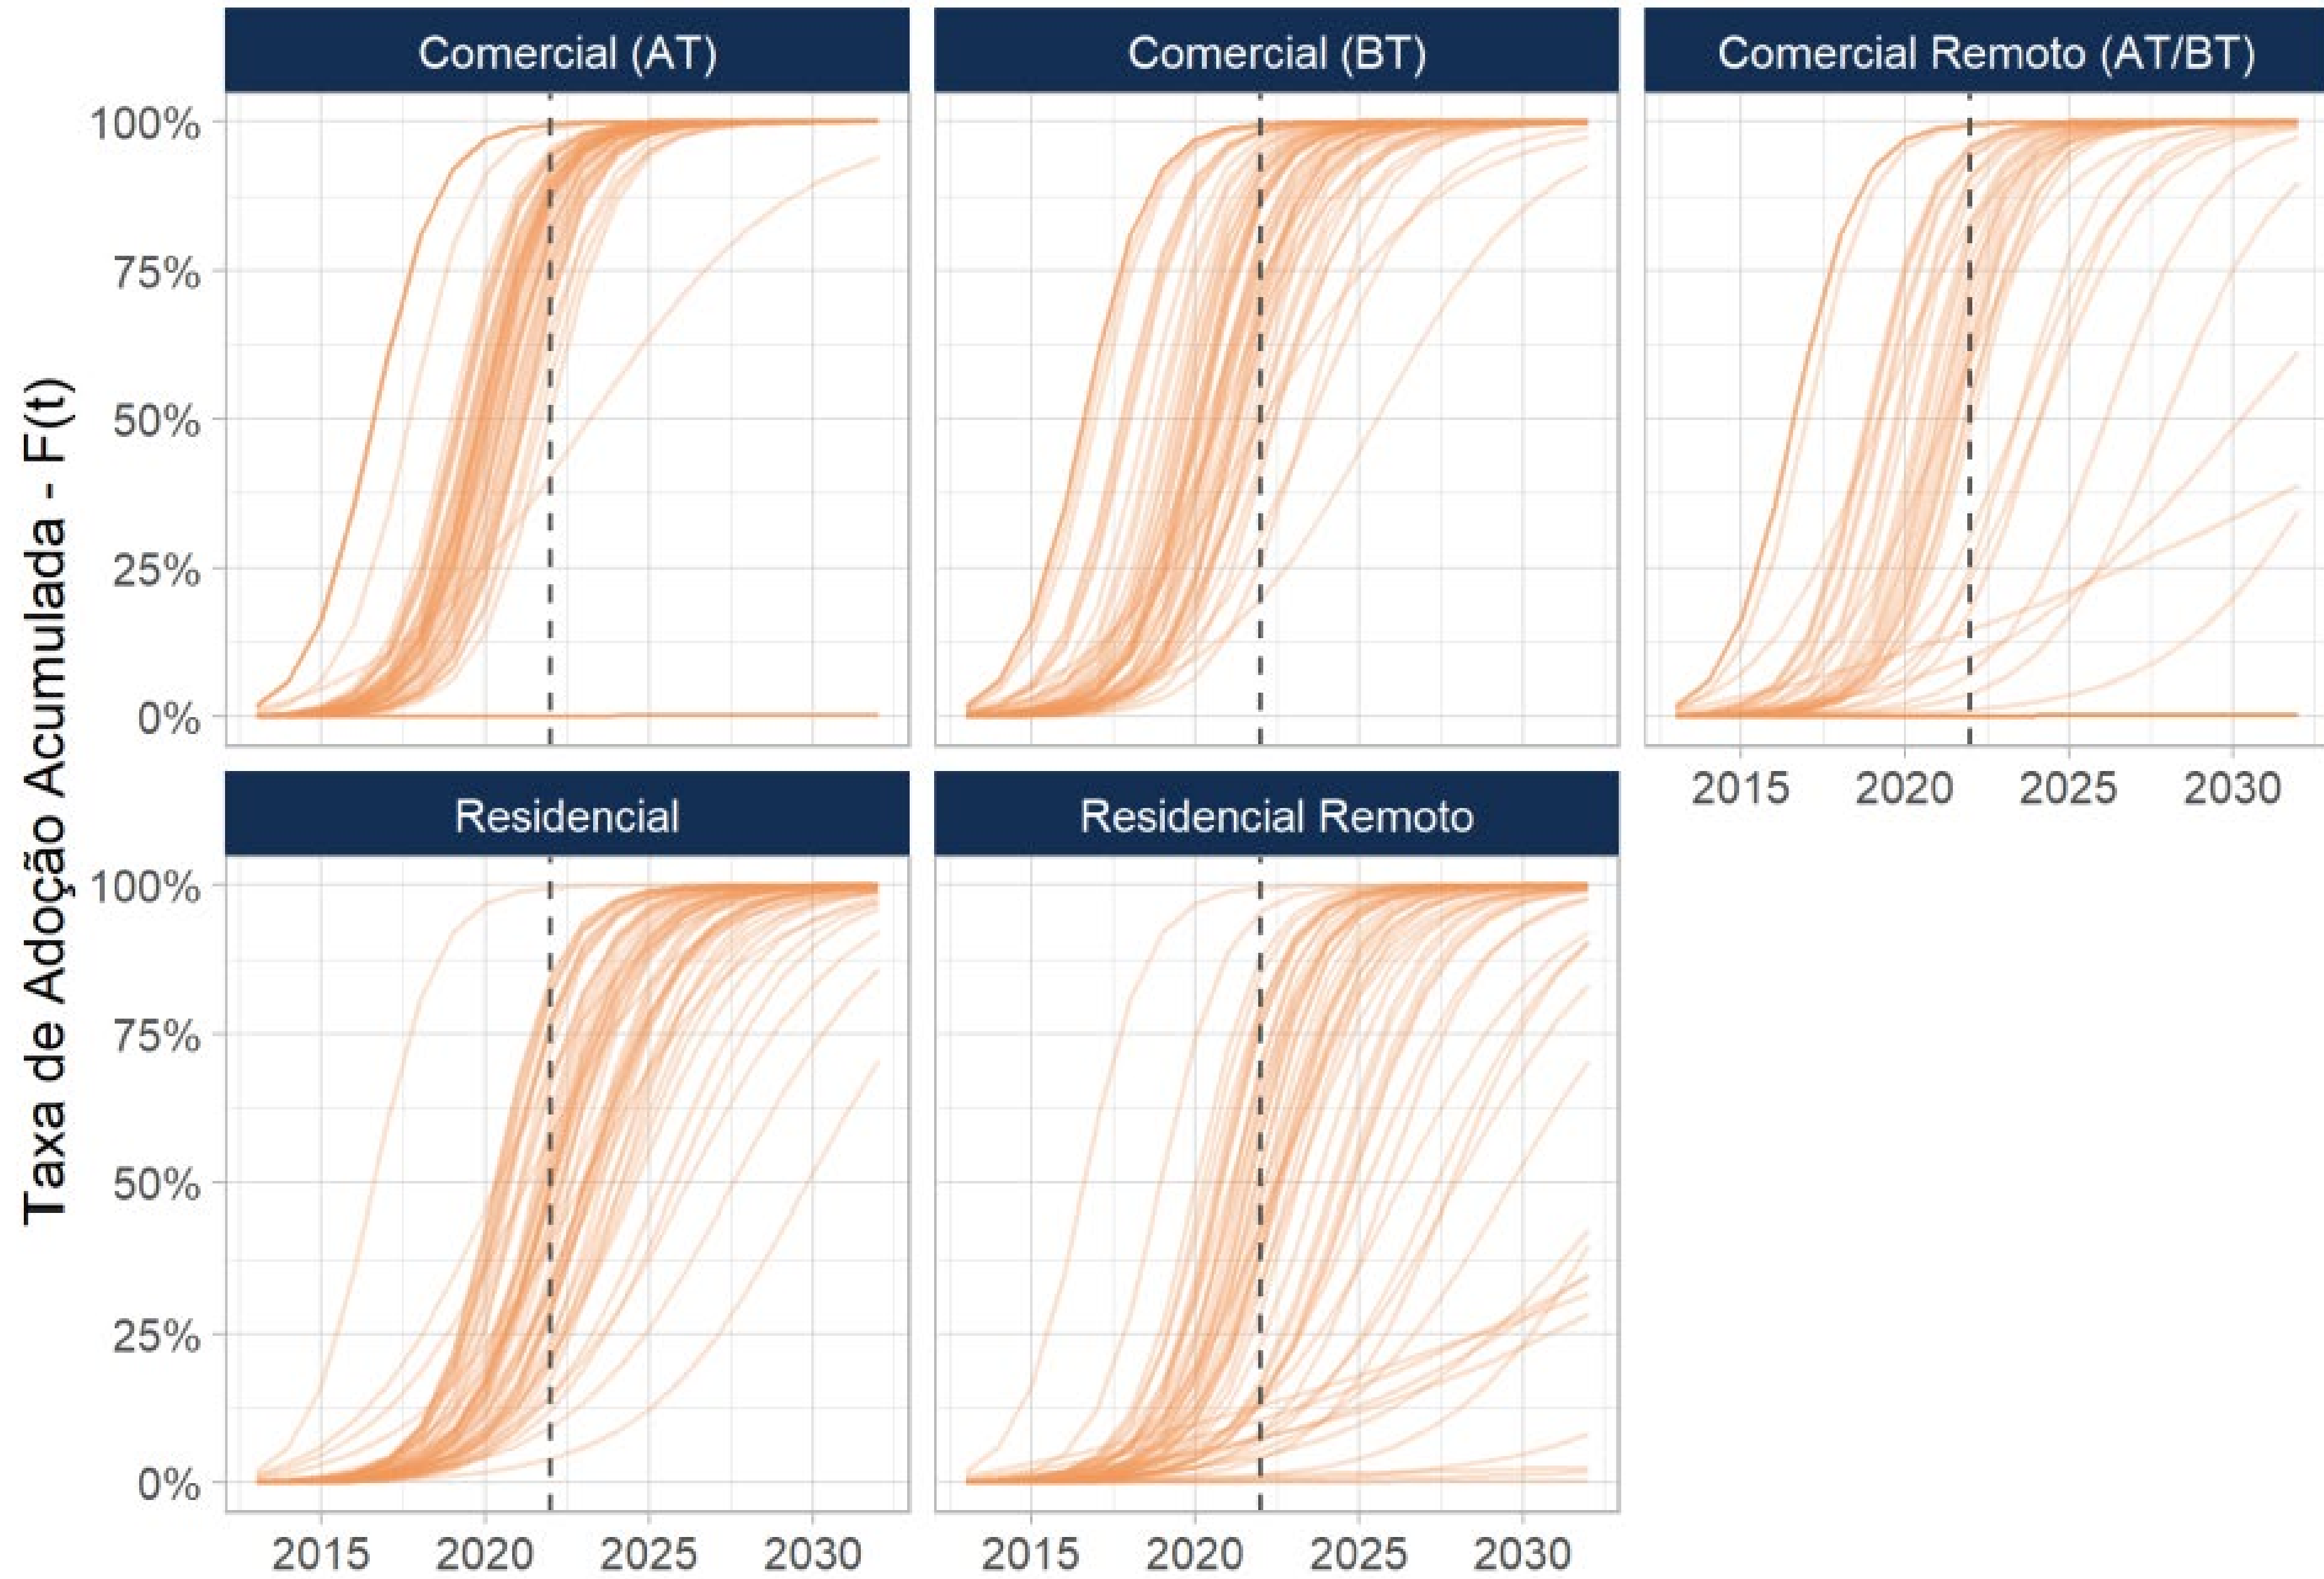 Comercial (AT)
Comercial (BT)
Comercial Remoto (AT/BT)
Taxa de Adoção Acumulada - F(t)
100%
75%
50%
25%
0%
2015 2020 2025 2030
Residencial
Residencial Remoto
100%
75%
50%
25%
0%
2015 2020 2025 2030
2015 2020 2025 2030